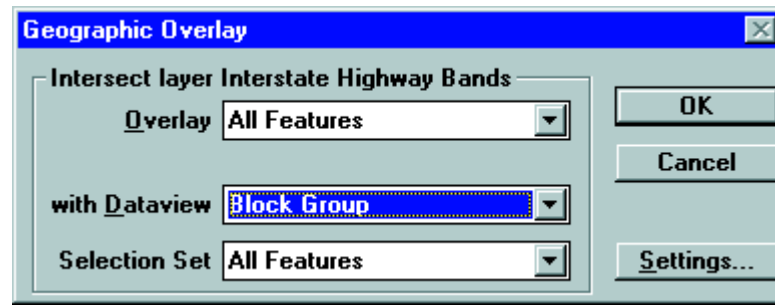 Geographic Overlay
Intersect layer Interstate Highway Bands
Overlay All Features
OK
Cancel
with Dataview Block Group
Selection Set All Features
Settings...